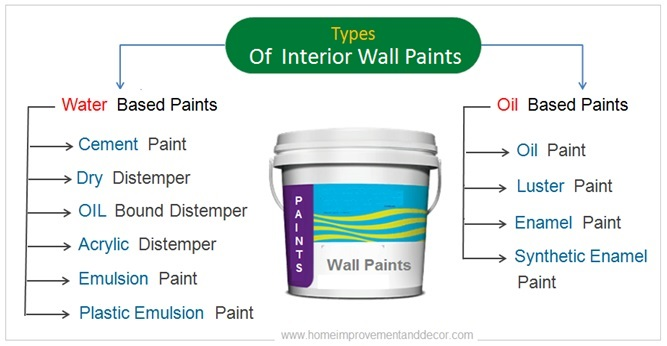 Types
Of Interior Wall Paints
Water Based Paints
Cement Paint
Dry Distemper
OIL Bound Distemper
Acrylic Distemper
Emulsion Paint
Plastic Emulsion Paint
PAINTS
Wall Paints
Oil Based Paints
Oil Paint
Luster Paint
Enamel Paint
Synthetic Enamel
Paint
www.homeimprovementanddecor.com